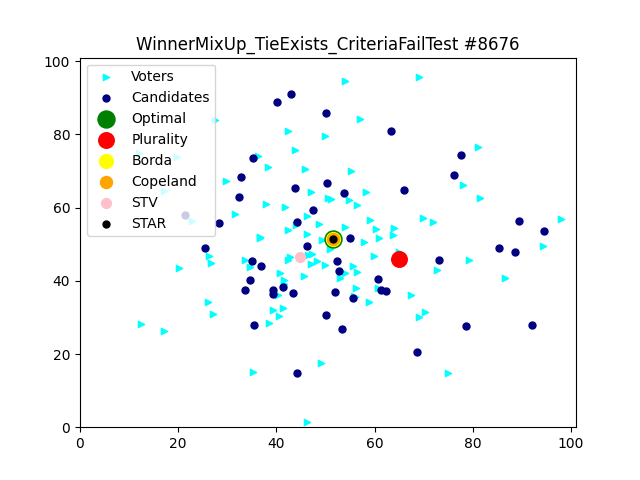 WinnerMixUp_TieExists_CriteriaFailTest #8676
100
80
60
40
20
0
Voters
Candidates
Optimal
Plurality
Borda
Copeland
STV
STAR
0 20 40 60 80 100